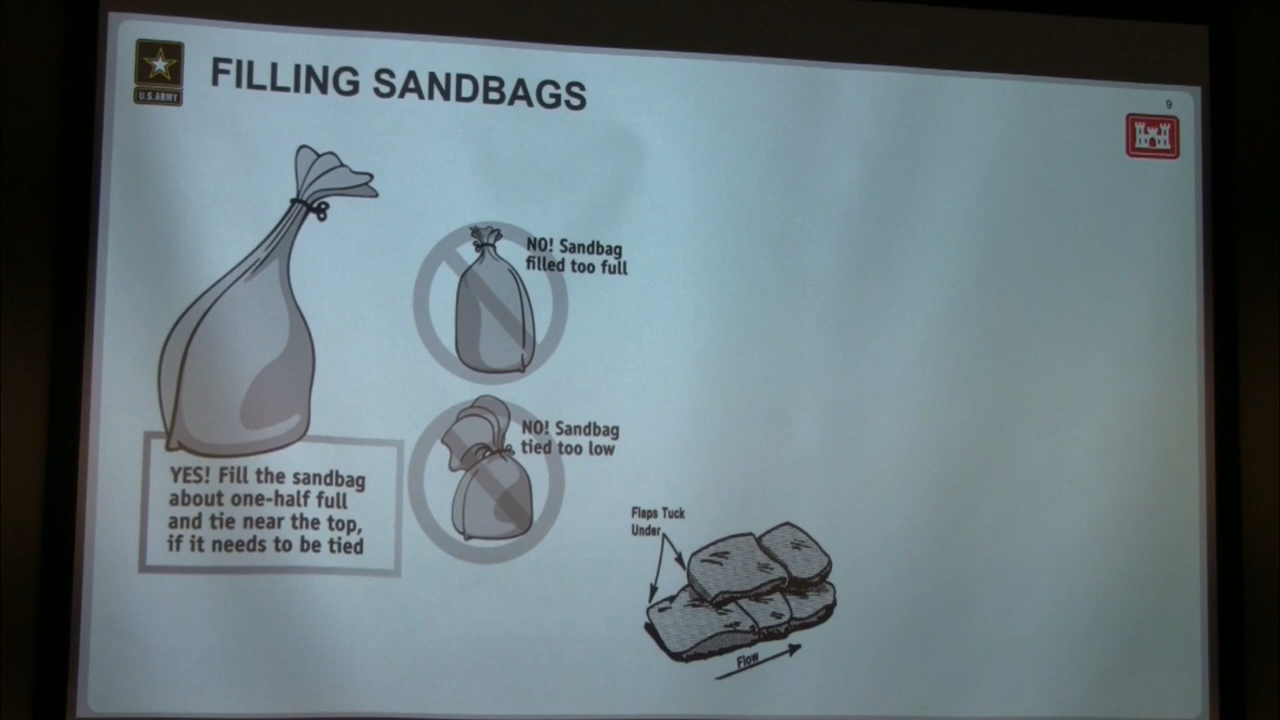 FILLING SANDBAGS
U.S.ARMY
9
NO! Sandbag
filled too full
NO! Sandbag
tied too low
YES! Fill the sandbag
about one-half full
and tie near the top,
if it needs to be tied
Flaps Tuck
Under
Flow